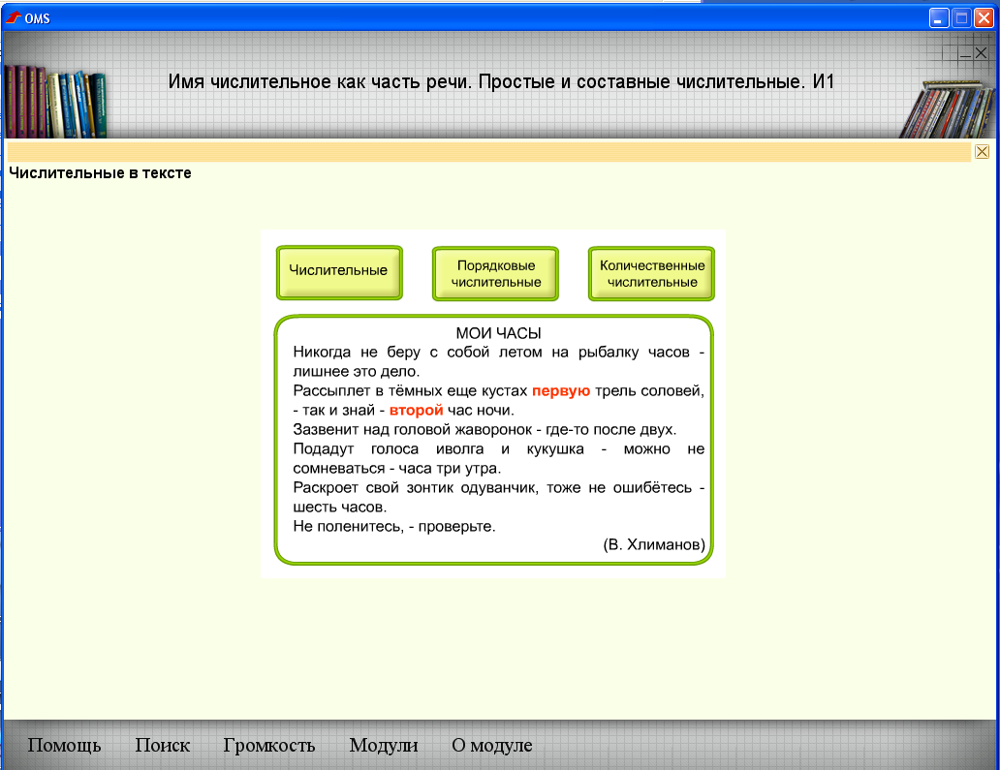 OMS
Имя числительное как часть речи. Простые и составные числительные. И1
Числительные в тексте
Числительные
Порядковые
числительные
Количественные
числительные
МОИ ЧАСЫ
Никогда не беру с собой летом на рыбалку часов -
лишнее это дело.
Рассыплет в тёмных еще кустах первую трель соловей,
- так и знай - второй час ночи.
Зазвенит над головой жаворонок - где-то после двух.
Подадут голоса иволга и кукушка - можно не
сомневаться - часа три утра.
Раскроет свой зонтик одуванчик, тоже не ошибётесь -
шесть часов.
Не поленитесь, - проверьте.
(В. Хлиманов)
Помощь Поиск Громкость Модули О модуле